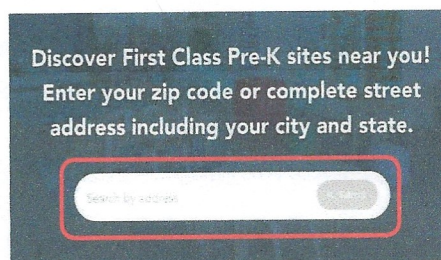 Discover First Class Pre-K sites near you!
Enter your zip code or complete street
address including your city and state.
Search by address